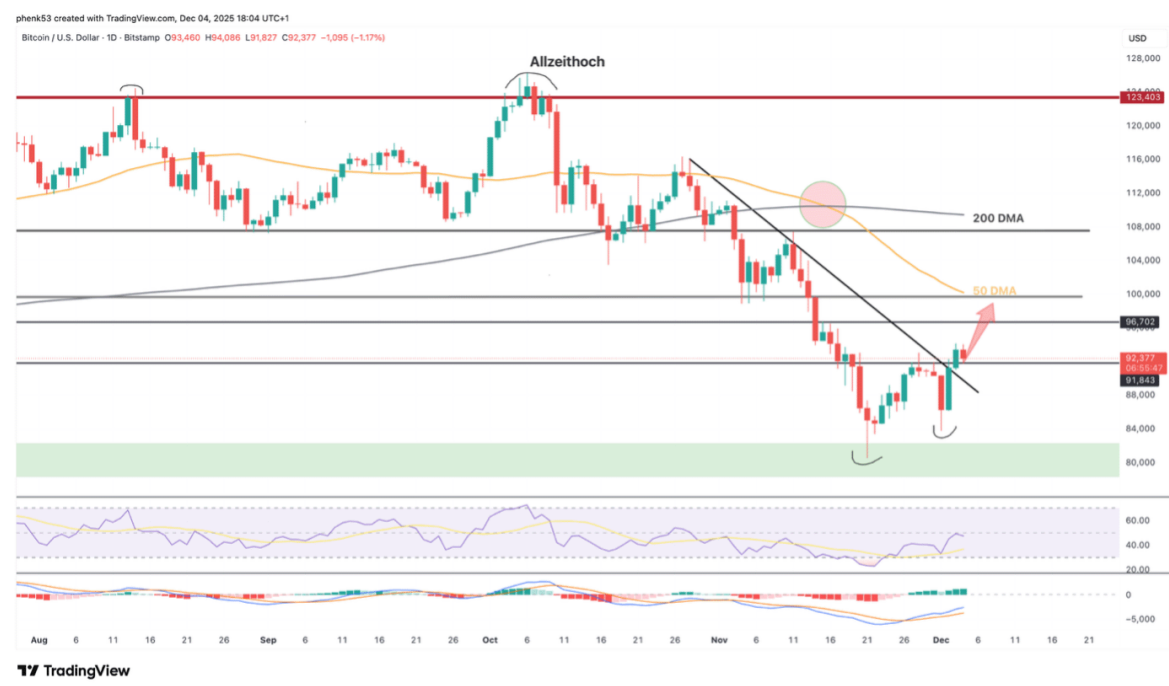 phenk53 created with TradingView.com, Dec 04, 2025 18:04 UTC+1
Bitcoin / U.S. Dollar · 1D · Bitstamp O93,460 H94,086 L91,827 C92,377 −1,095 (−1.17%)
USD
128,000
Allzeithoch
123,403
120,000
116,000
112,000
200 DMA
108,000
104,000
100,000
50 DMA
96,702
92,377
06:55:47
91,843
88,000
84,000
80,000
60.00
40.00
20.00
0
−5,000
Aug 6 11 16 21 26 Sep 6 11 16 21 26 Oct 6 11 16 21 26 Nov 6 11 16 21 26 Dec 6 11 16 21
TradingView